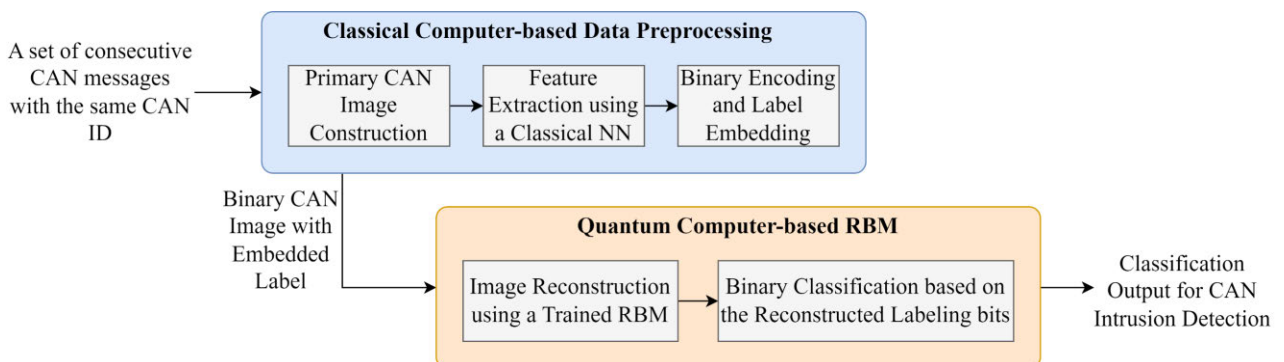 A set of consecutive
CAN messages
with the same CAN
ID
Classical Computer-based Data Preprocessing
Primary CAN
Image
Construction
Feature
Extraction using
a Classical NN
Binary Encoding
and Label
Embedding
Binary CAN
Image with
Embedded
Label
Quantum Computer-based RBM
Image Reconstruction
using a Trained RBM
Binary Classification based on
the Reconstructed Labeling bits
Classification
Output for CAN
Intrusion Detection